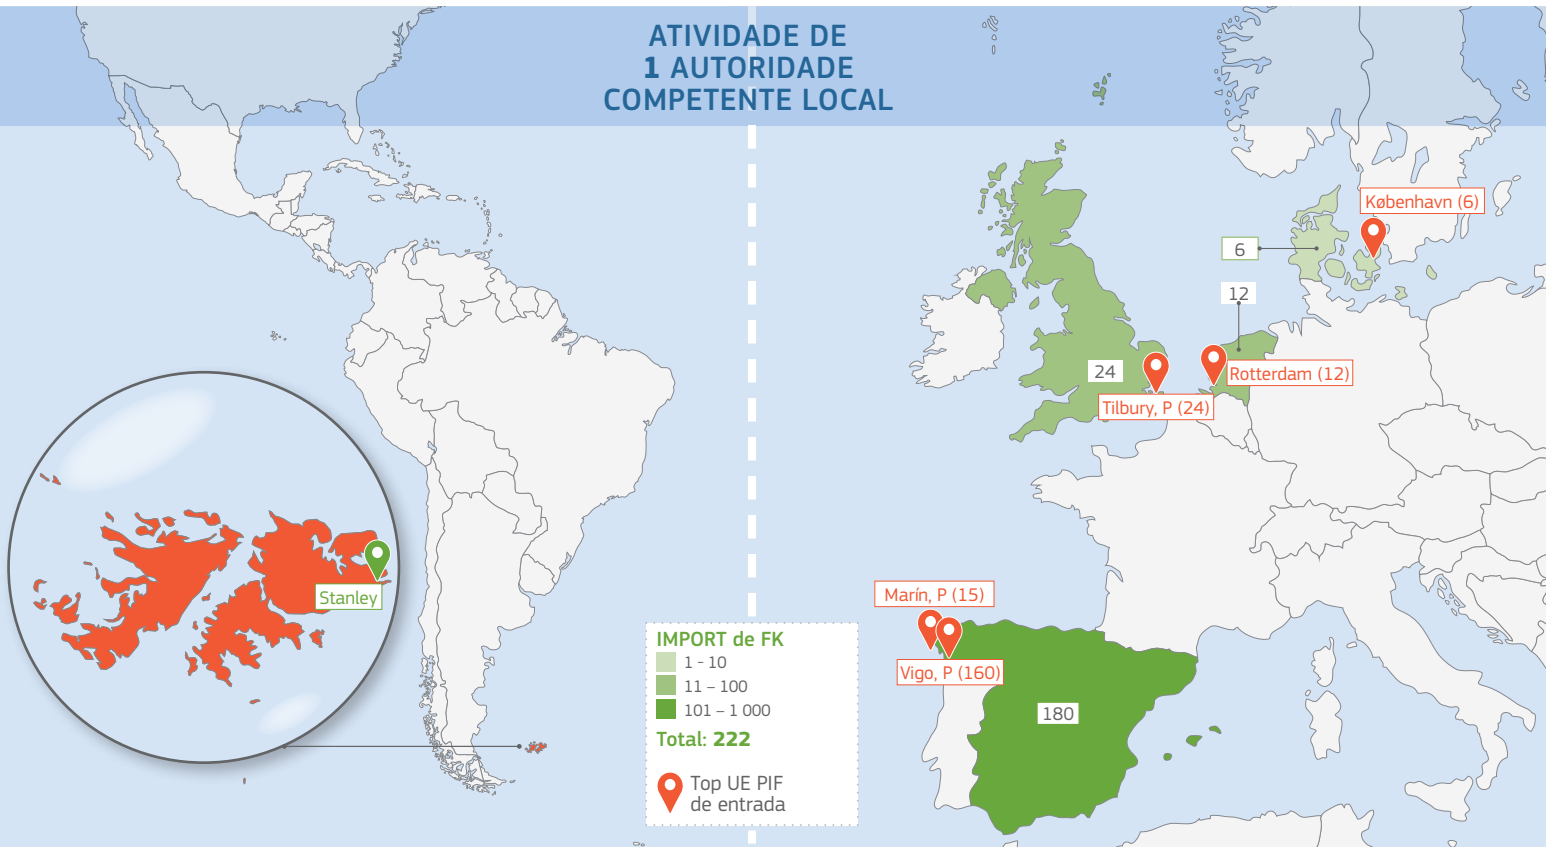 ATIVIDADE DE
1 AUTORIDADE
COMPETENTE LOCAL
København (6)
6
12
24
Rotterdam (12)
Tilbury, P (24)
Stanley
Marín, P (15)
Vigo, P (160)
180
IMPORT de FK
1 - 10
11 – 100
101 – 1 000
Total: 222
Top UE PIF
de entrada